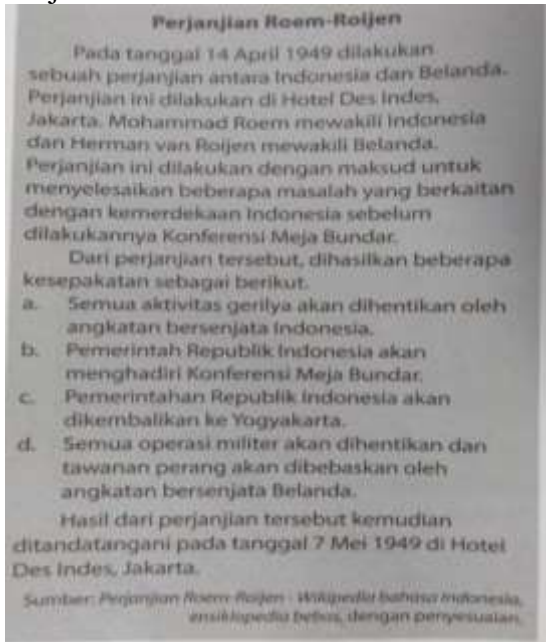 Perjanjian Roem-Roijen
Pada tanggal 14 April 1949 dilakukan
sebuah perjanjian antara Indonesia dan Belanda.
Perjanjian ini dilakukan di Hotel Des Indes,
Jakarta. Mohammad Roem mewakili Indonesia
dan Herman van Roijen mewakili Belanda.
Perjanjian ini dilakukan dengan maksud untuk
menyelesaikan beberapa masalah yang berkaitan
dengan kemerdekaan Indonesia sebelum
dilakukannya Konferensi Meja Bundar.
Dari perjanjian tersebut, dihasilkan beberapa
kesepakatan sebagai berikut.
a. Semua aktivitas gerilya akan dihentikan oleh
angkatan bersenjata Indonesia.
b. Pemerintah Republik Indonesia akan
menghadiri Konferensi Meja Bundar.
c. Pemerintahan Republik Indonesia akan
dikembalikan ke Yogyakarta.
d. Semua operasi militer akan dihentikan dan
tawanan perang akan dibebaskan oleh
angkatan bersenjata Belanda.
Hasil dari perjanjian tersebut kemudian
ditandatangani pada tanggal 7 Mei 1949 di Hotel
Des Indes, Jakarta.
Sumber: Perjanjian Roem-Roijen - Wikipedia bahasa Indonesia,
ensiklopedia bebas, dengan penyesuaian.